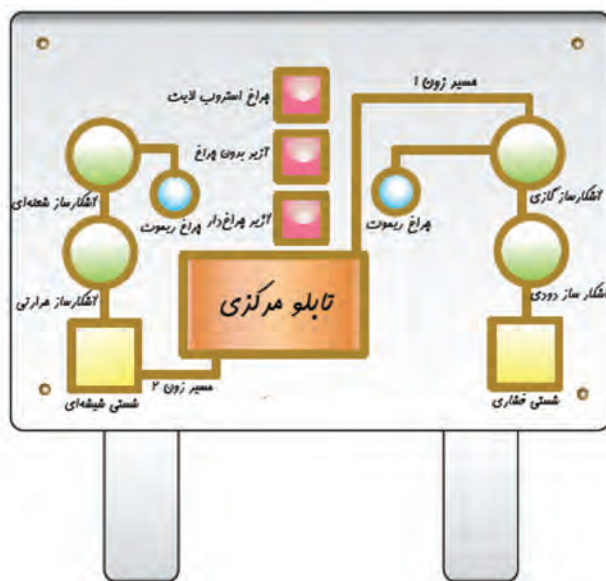 مسیر زون ۱
چراغ استروب لایت
آژیر بدون چراغ
آشکارساز شعله‌ای
آشکارساز گازی
چراغ ریموت
آژیر چراغ‌دار
چراغ ریموت
تابلو مرکزی
آشکارساز حرارتی
آشکار ساز دودی
مسیر زون ۲
شستی شیشه‌ای
شستی فشاری